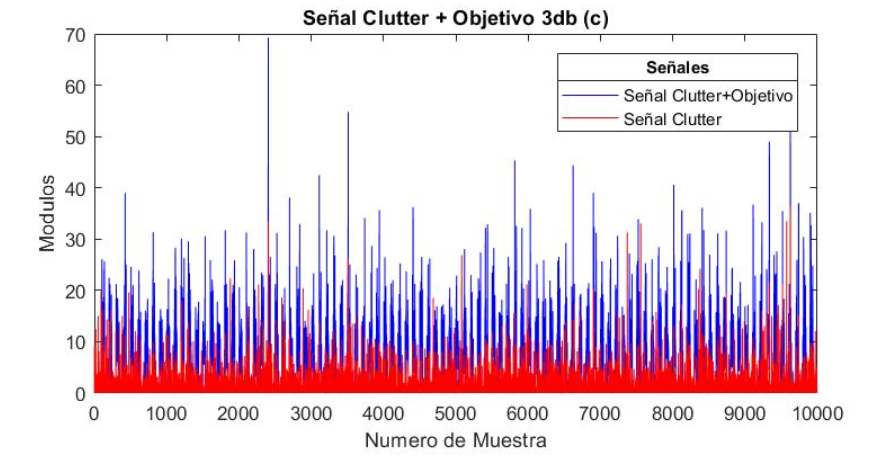 Señal Clutter + Objetivo 3db (c)
70
60
50
40
30
20
10
0
Modulos
Señales
Señal Clutter+Objetivo
Señal Clutter
0 1000 2000 3000 4000 5000 6000 7000 8000 9000 10000
Numero de Muestra